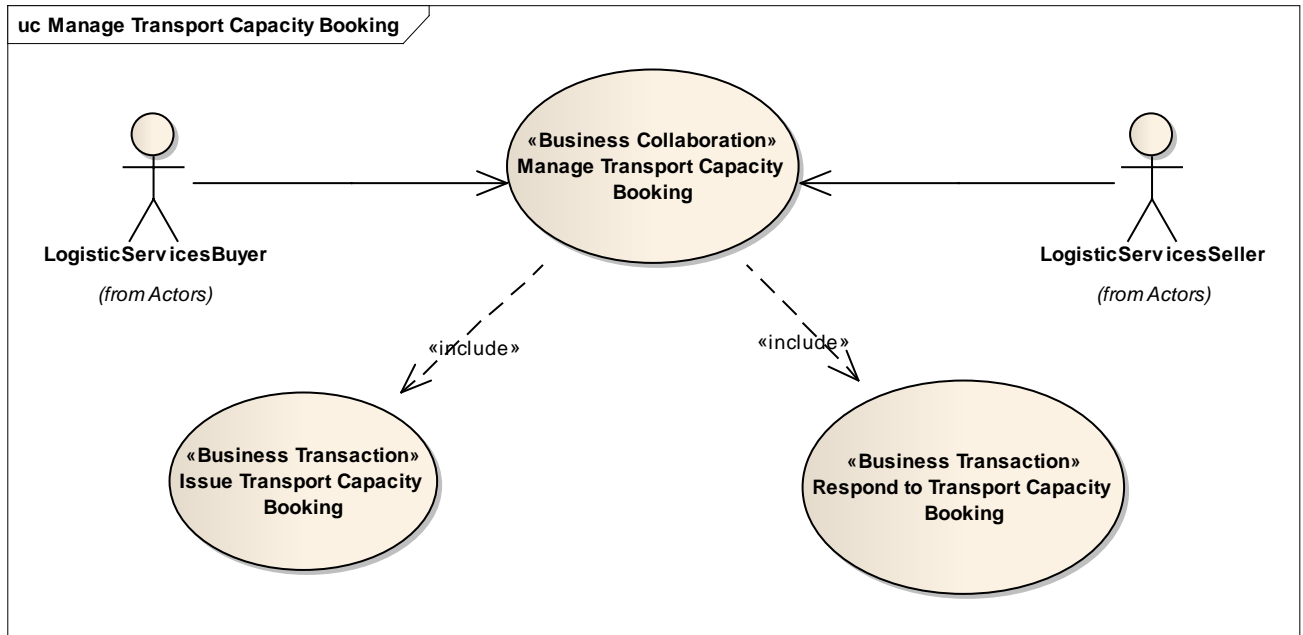 uc Manage Transport Capacity Booking
«Business Collaboration»
Manage Transport Capacity
Booking
LogisticServicesBuyer
(from Actors)
LogisticServicesSeller
(from Actors)
«include»
«include»
«Business Transaction»
Issue Transport Capacity
Booking
«Business Transaction»
Respond to Transport Capacity
Booking